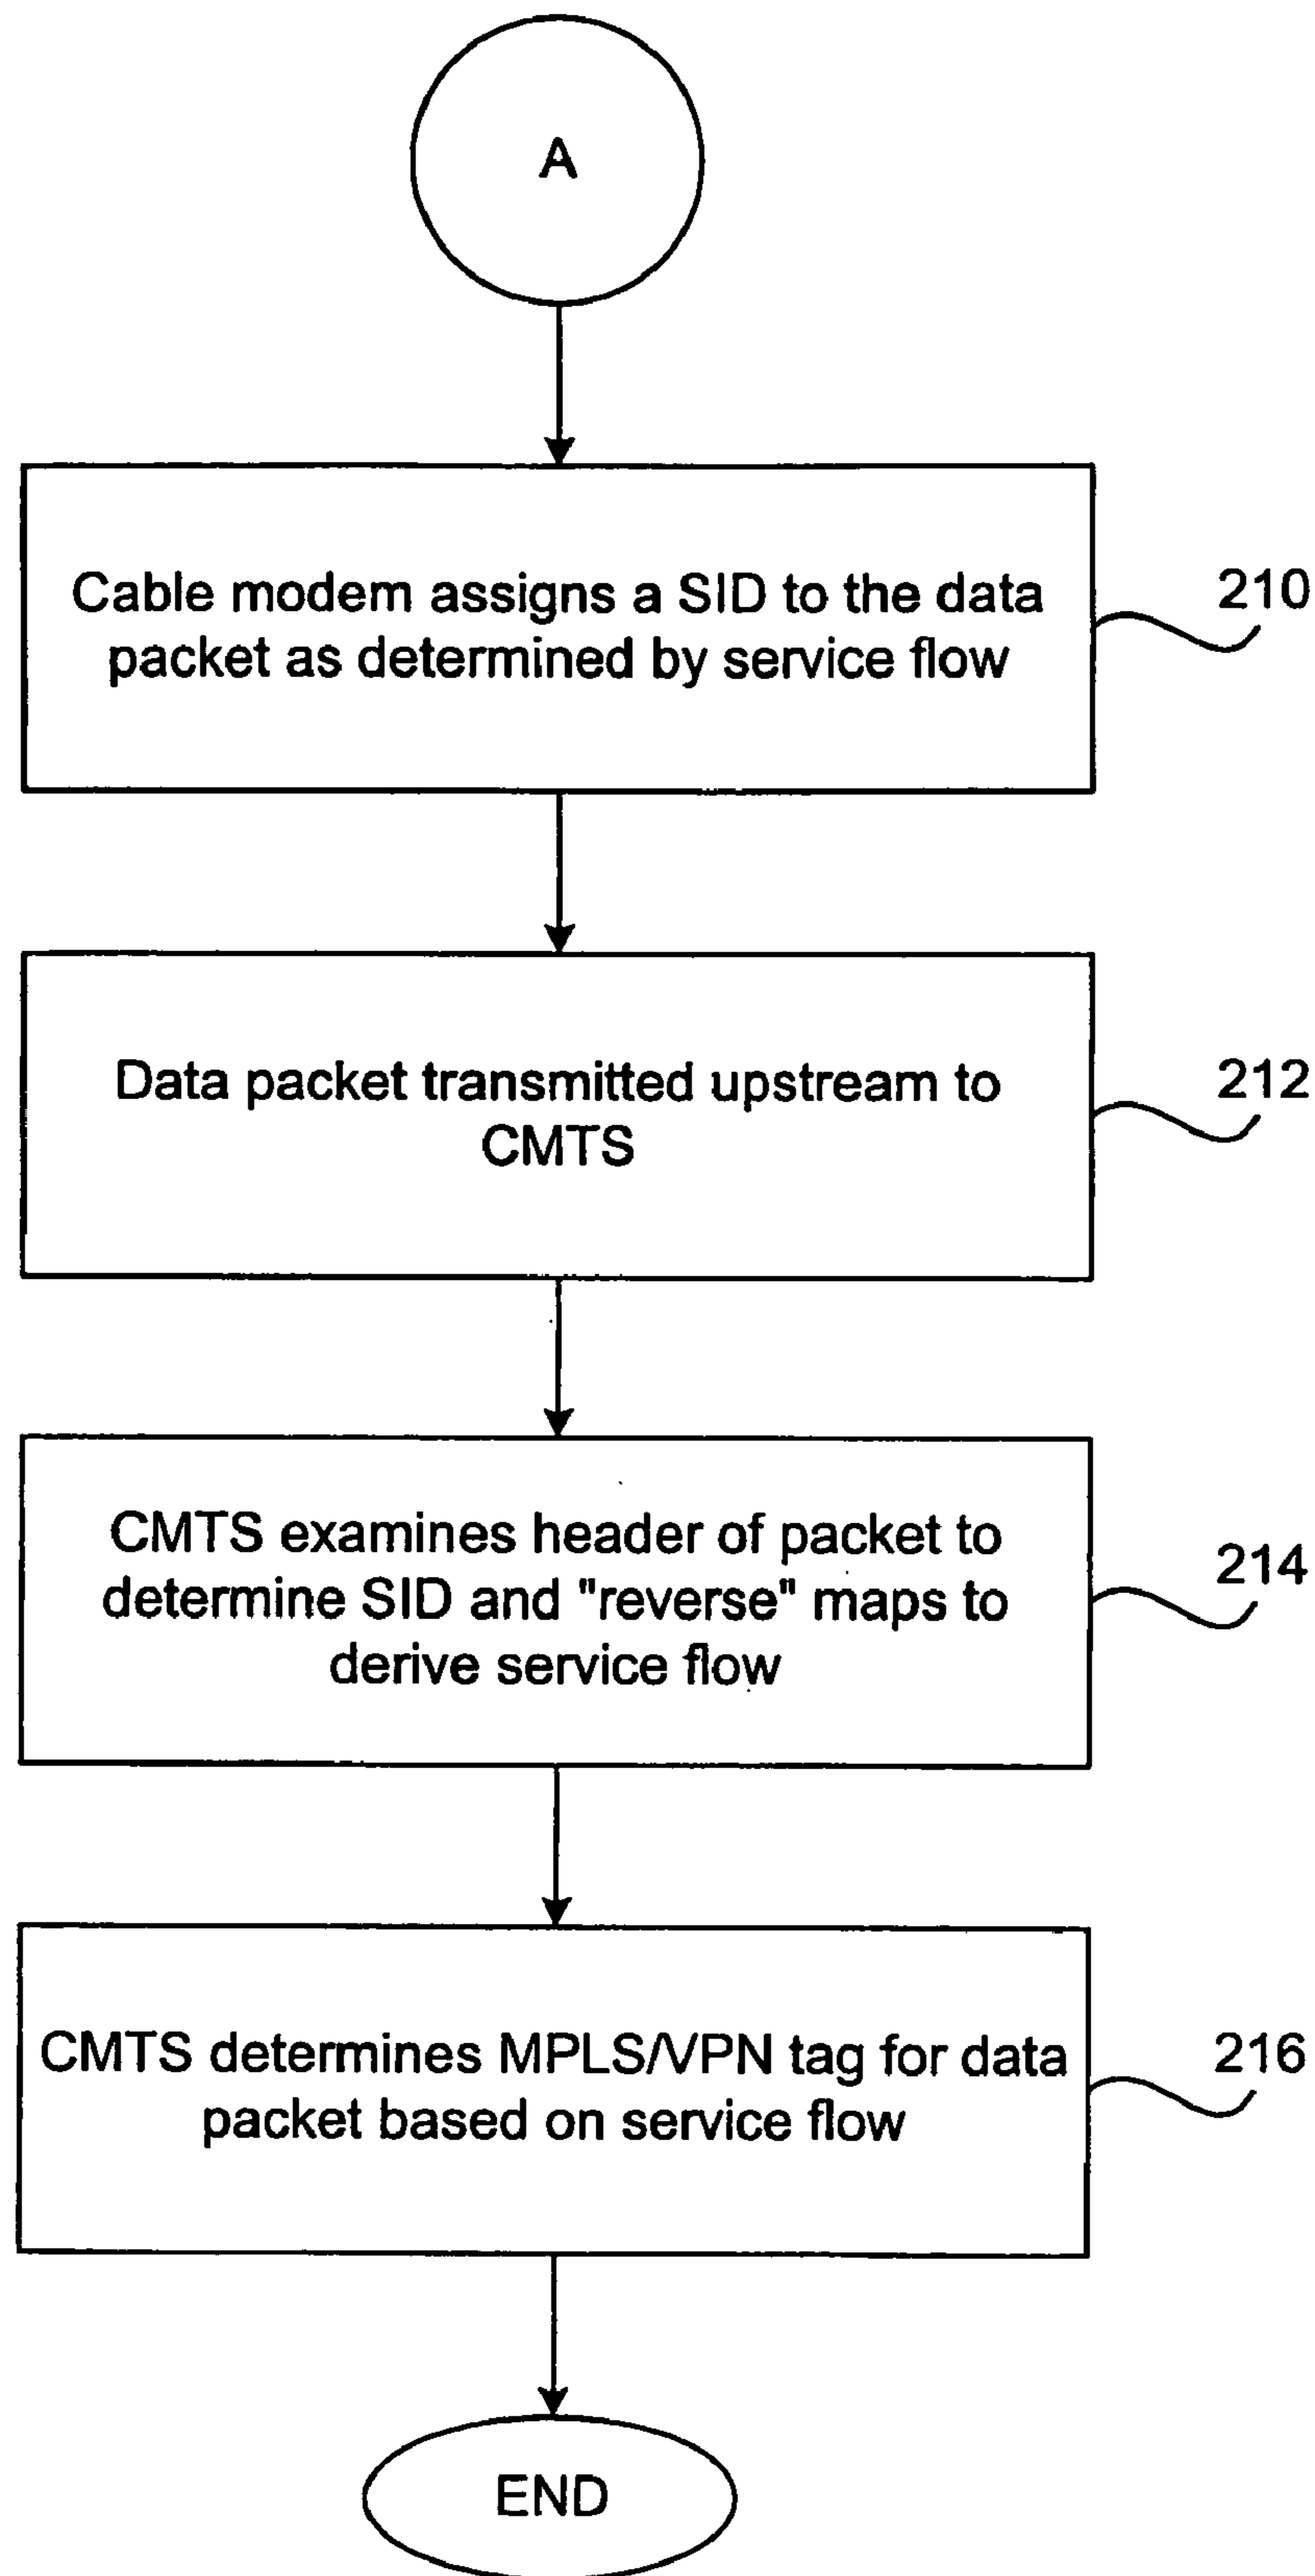 A
Cable modem assigns a SID to the data
packet as determined by service flow
210
Data packet transmitted upstream to
CMTS
212
CMTS examines header of packet to
determine SID and "reverse" maps to
derive service flow
214
CMTS determines MPLS/VPN tag for data
packet based on service flow
216
END